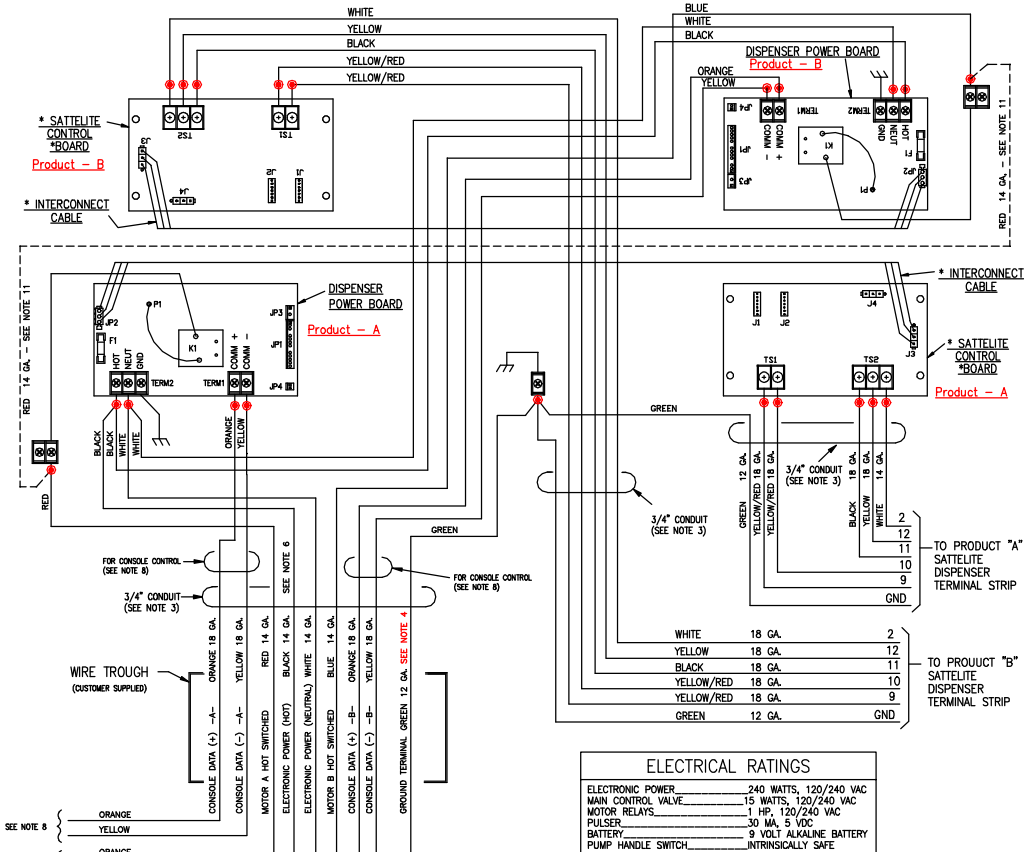 WHITE
YELLOW
BLACK
YELLOW/RED
YELLOW/RED
BLUE
WHITE
BLACK
ORANGE
YELLOW
DISPENSER POWER BOARD
Product - B
* SATTELITE
CONTROL
*BOARD
Product - B
* INTERCONNECT
CABLE
TS2
TS1
J3
J4
J2
J1
JP4
JP1
JP3
TERM1
TERM2
COMM -
COMM +
GND
NEUT
HOT
K1
P1
F1
JP2
RED 14 GA. - SEE NOTE 11
RED 14 GA. - SEE NOTE 11
DISPENSER
POWER BOARD
Product - A
P1
JP2
F1
K1
JP3
JP1
JP4
HOT
NEUT
GND
COMM +
COMM -
TERM2
TERM1
* INTERCONNECT
CABLE
J1
J2
J4
J3
TS1
TS2
* SATTELITE
CONTROL
*BOARD
Product - A
BLACK
BLACK
WHITE
WHITE
ORANGE
YELLOW
RED
GREEN
GREEN
3/4" CONDUIT
(SEE NOTE 3)
3/4" CONDUIT
(SEE NOTE 3)
GREEN 12 GA.
YELLOW/RED 18 GA.
YELLOW/RED 18 GA.
BLACK 18 GA.
YELLOW 18 GA.
WHITE 14 GA.
2
12
11
10
9
GND
TO PRODUCT "A"
SATTELITE
DISPENSER
TERMINAL STRIP
FOR CONSOLE CONTROL
(SEE NOTE 8)
FOR CONSOLE CONTROL
(SEE NOTE 8)
3/4" CONDUIT
(SEE NOTE 3)
SEE NOTE 6
WIRE TROUGH
(CUSTOMER SUPPLIED)
CONSOLE DATA (+) -A- ORANGE 18 GA.
CONSOLE DATA (-) -A- YELLOW 18 GA.
MOTOR A HOT SWITCHED RED 14 GA.
ELECTRONIC POWER (HOT) BLACK 14 GA.
ELECTRONIC POWER (NEUTRAL) WHITE 14 GA.
MOTOR B HOT SWITCHED BLUE 14 GA.
CONSOLE DATA (+) -B- ORANGE 18 GA.
CONSOLE DATA (-) -B- YELLOW 18 GA.
GROUND TERMINAL GREEN 12 GA. SEE NOTE 4
WHITE 18 GA. 2
YELLOW 18 GA. 12
BLACK 18 GA. 11
YELLOW/RED 18 GA. 10
YELLOW/RED 18 GA. 9
GREEN 12 GA. GND
TO PROUUCT "B"
SATTELITE
DISPENSER
TERMINAL STRIP
SEE NOTE 8
ORANGE
YELLOW
ORANGE
ELECTRICAL RATINGS
ELECTRONIC POWER 240 WATTS, 120/240 VAC
MAIN CONTROL VALVE 15 WATTS, 120/240 VAC
MOTOR RELAYS 1 HP, 120/240 VAC
PULSER 30 MA, 5 VDC
BATTERY 9 VOLT ALKALINE BATTERY
PUMP HANDLE SWITCH INTRINSICALLY SAFE